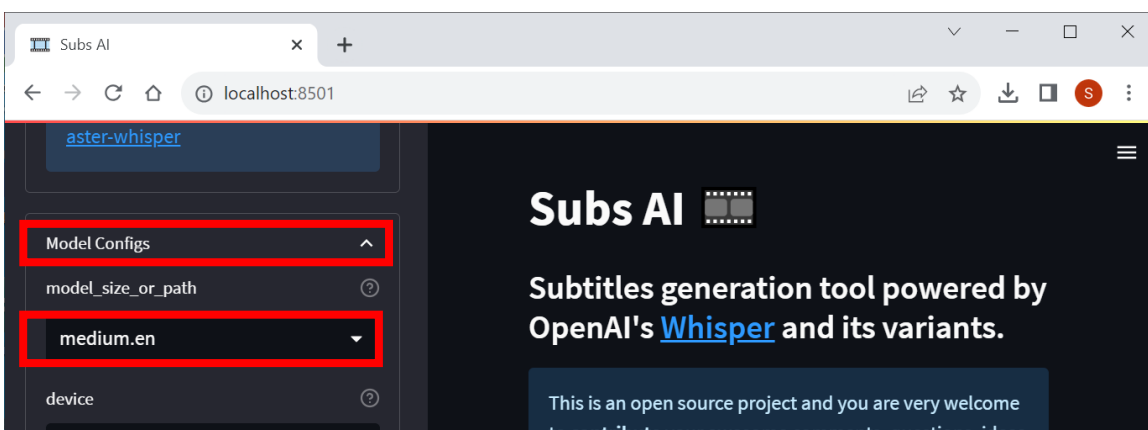 Subs AI
localhost:8501
S
aster-whisper
Model Configs
model_size_or_path
medium.en
device
Subs AI
Subtitles generation tool powered by
OpenAI's Whisper and its variants.
This is an open source project and you are very welcome